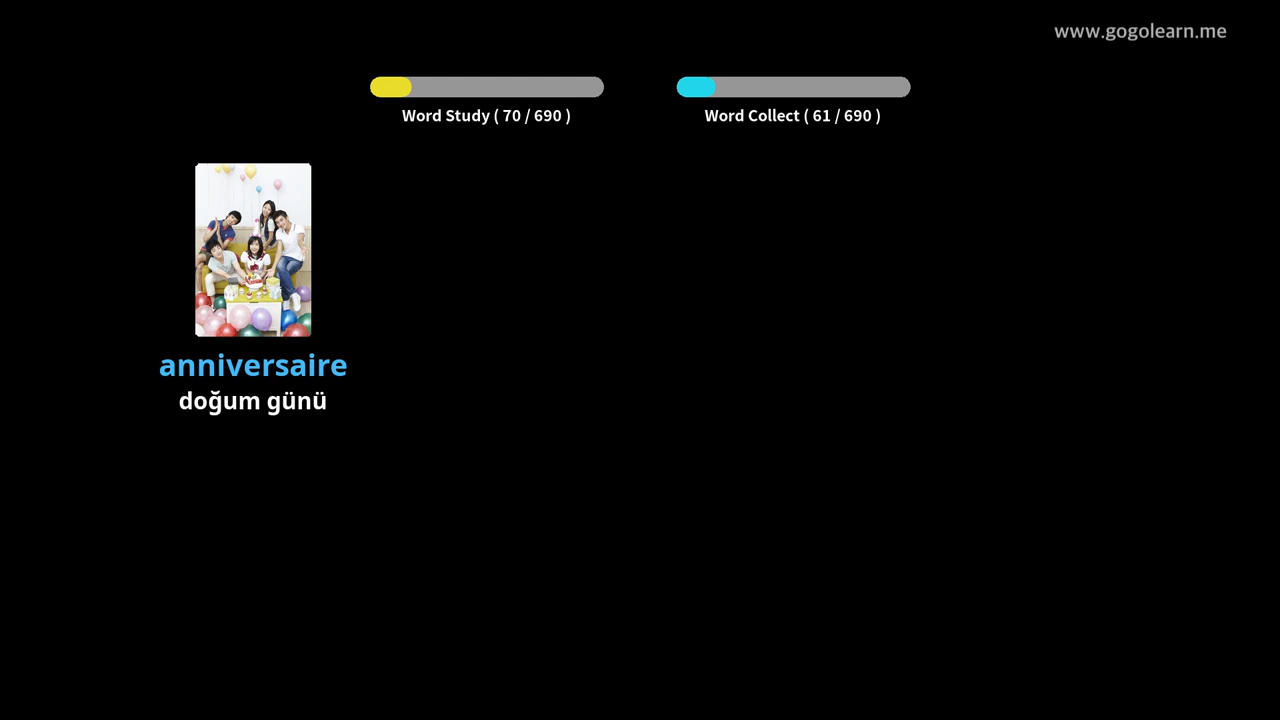 www.gogolearn.me
Word Study ( 70 / 690 )
Word Collect ( 61 / 690 )
anniversaire
doğum günü